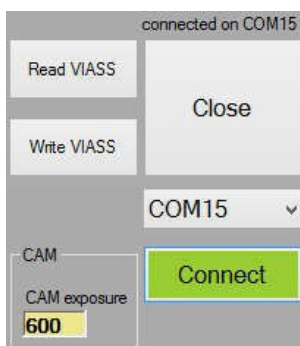 connected on COM15
Read VIASS
Close
Write VIASS
COM15
CAM
Connect
CAM exposure
600